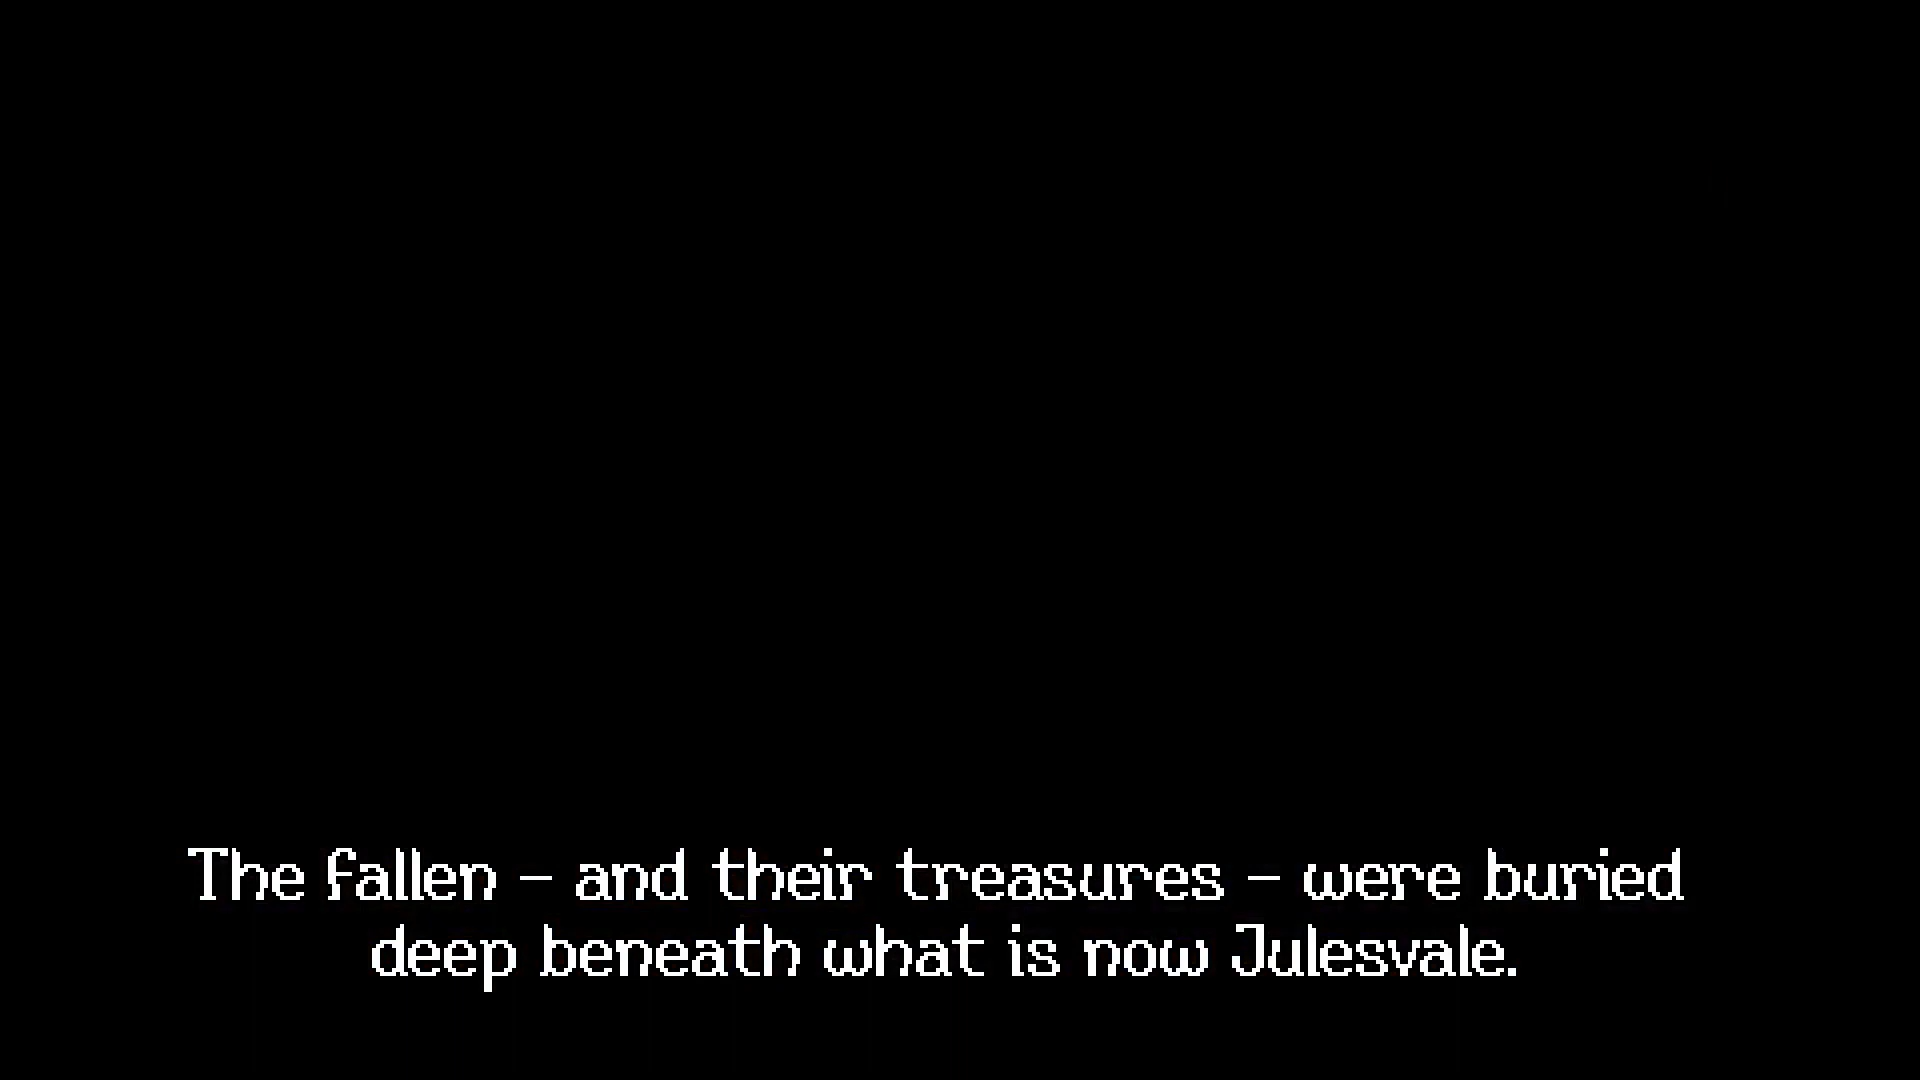 The fallen – and their treasures – were buried
deep beneath what is now Julesvale.